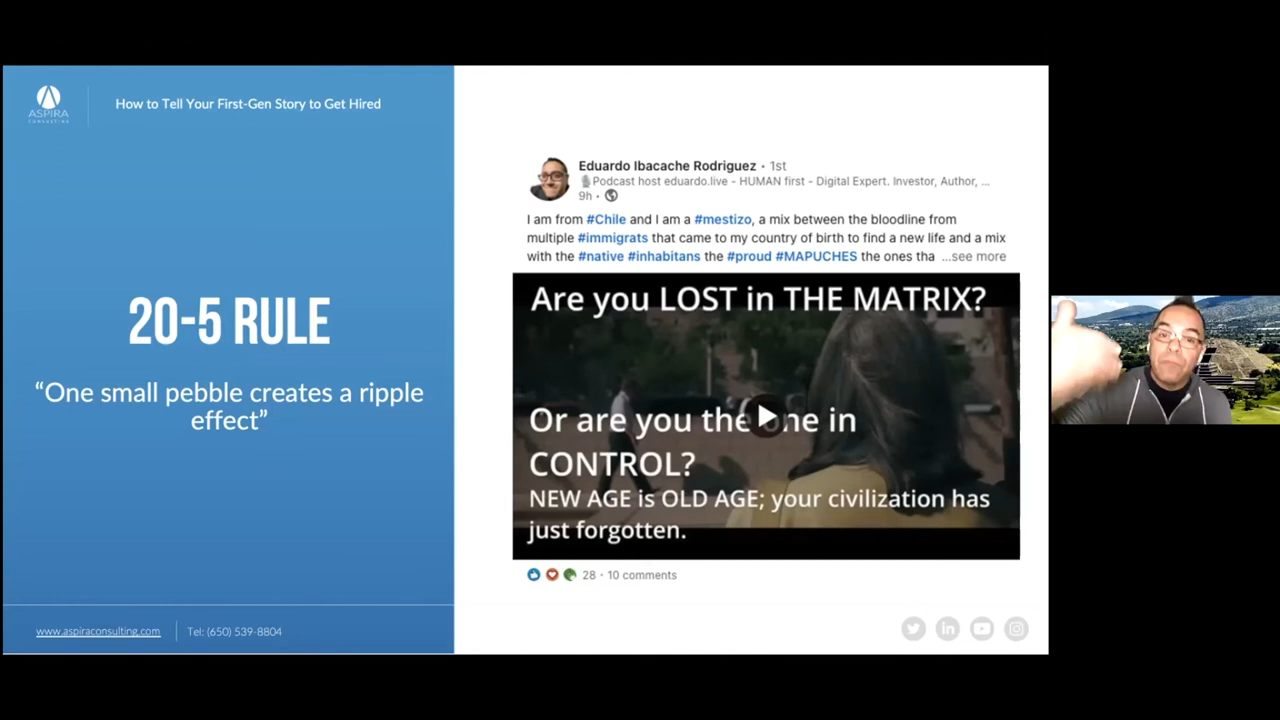 ASPIRA
CONSULTING
How to Tell Your First-Gen Story to Get Hired
20-5 RULE
“One small pebble creates a ripple
effect”
www.aspiraconsulting.com
Tel: (650) 539-8804
Eduardo Ibacache Rodriguez • 1st
Podcast host eduardo.live - HUMAN first - Digital Expert. Investor, Author, ...
9h •
I am from #Chile and I am a #mestizo, a mix between the bloodline from
multiple #immigrats that came to my country of birth to find a new life and a mix
with the #native #inhabitans the #proud #MAPUCHES the ones tha ...see more
Are you LOST in THE MATRIX?
Or are you the one in
CONTROL?
NEW AGE is OLD AGE; your civilization has
just forgotten.
28 • 10 comments